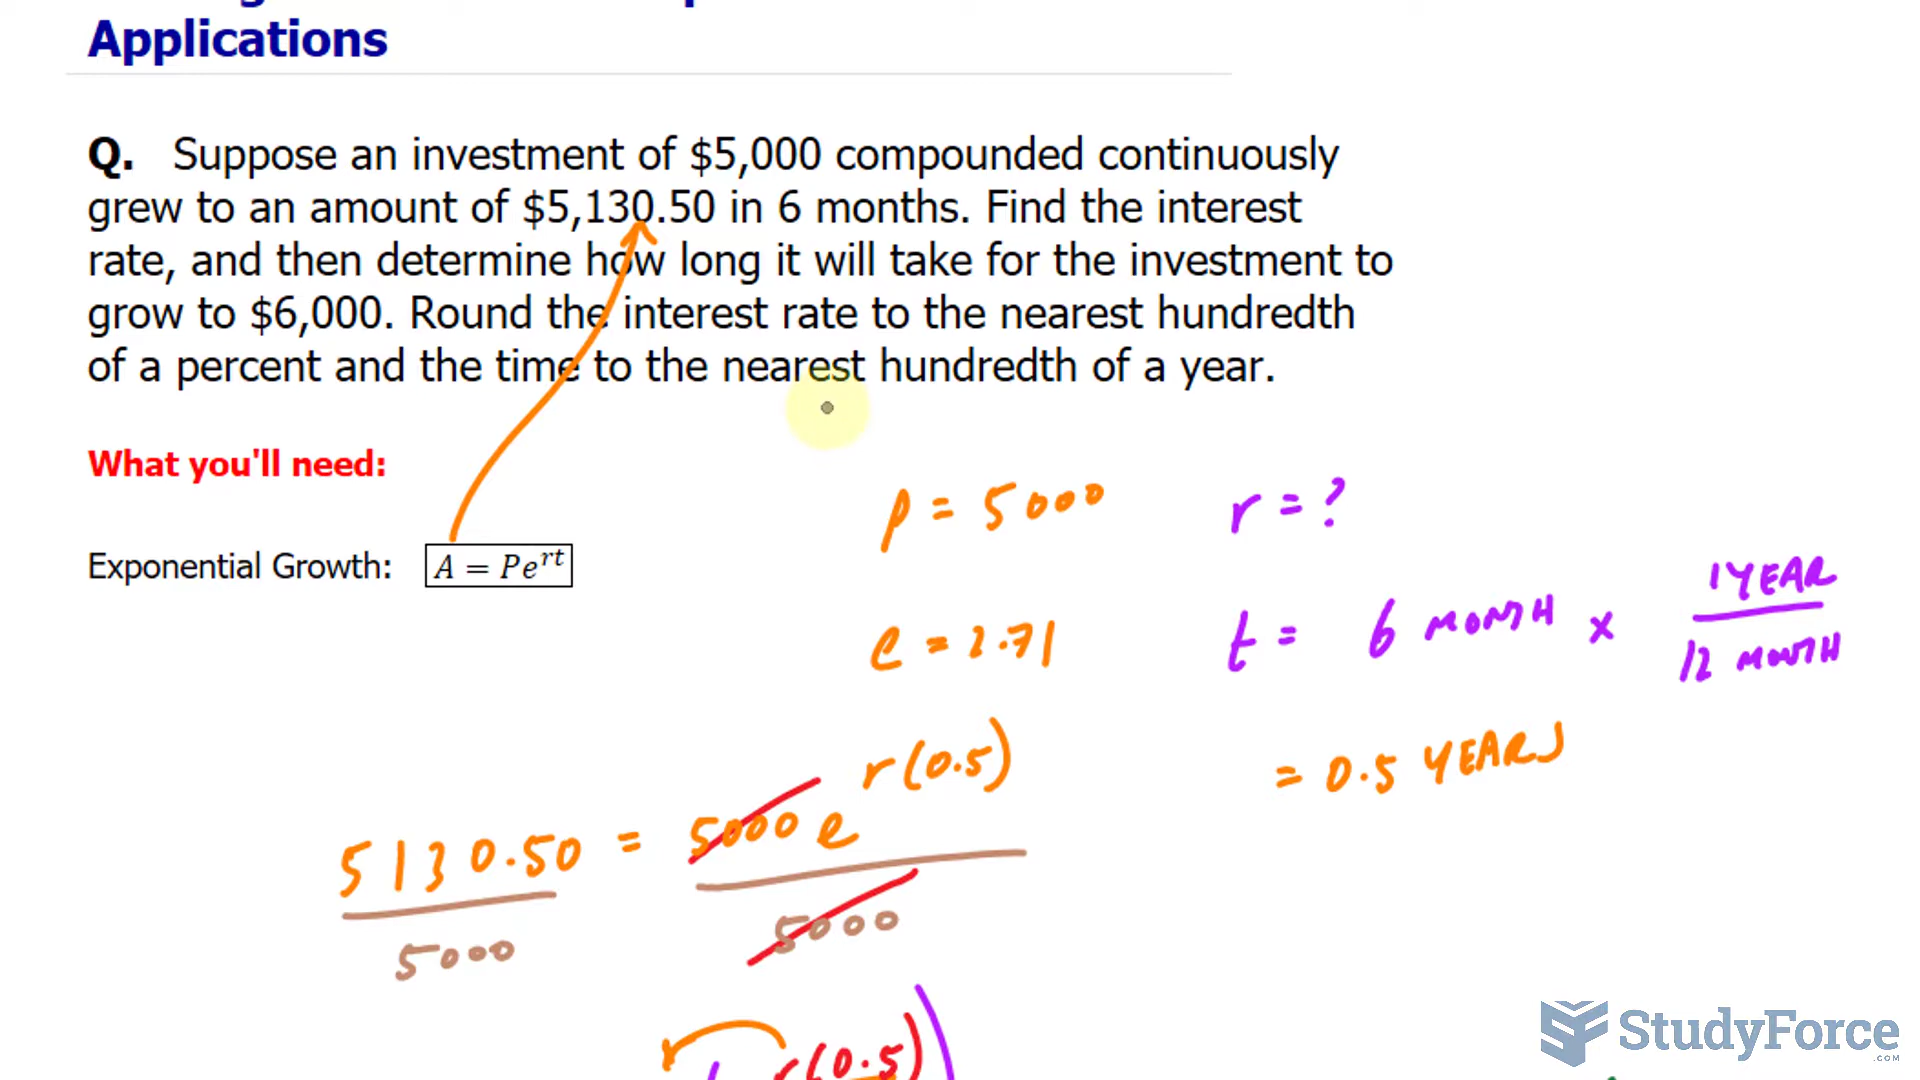 Applications
Q. Suppose an investment of $5,000 compounded continuously
grew to an amount of $5,130.50 in 6 months. Find the interest
rate, and then determine how long it will take for the investment to
grow to $6,000. Round the interest rate to the nearest hundredth
of a percent and the time to the nearest hundredth of a year.
What you'll need:
P = 5000 r = ?
Exponential Growth: A = Pe^rt
e = 2.71 t = 6 MONTH x 1 YEAR / 12 MONTH
= 0.5 YEARS
5130.50 / 5000 = 5000 e^r(0.5) / 5000
r(0.5)
StudyForce
.COM